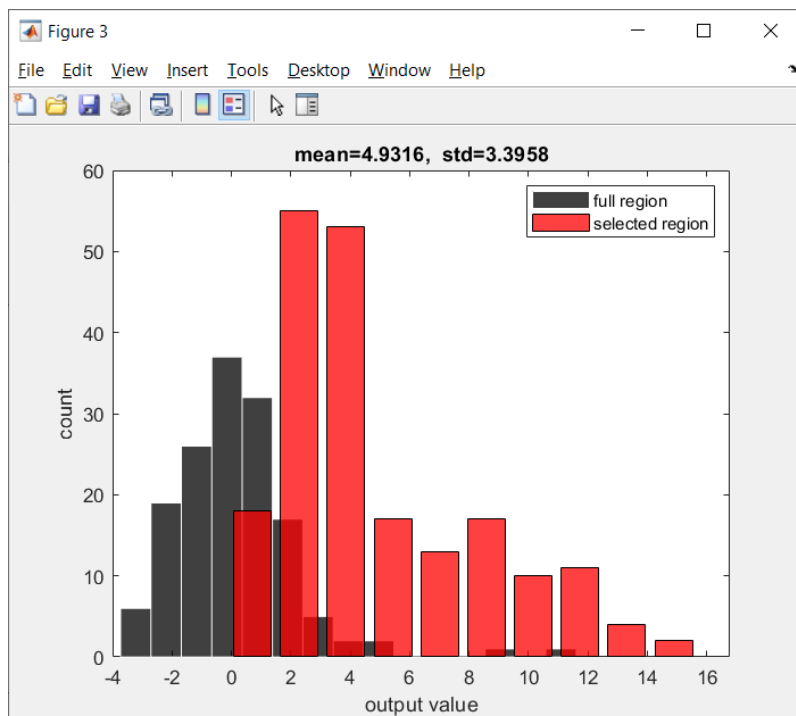 Figure 3
File Edit View Insert Tools Desktop Window Help
mean=4.9316, std=3.3958
full region
selected region
60
50
40
30
20
10
0
count
-4 -2 0 2 4 6 8 10 12 14 16
output value